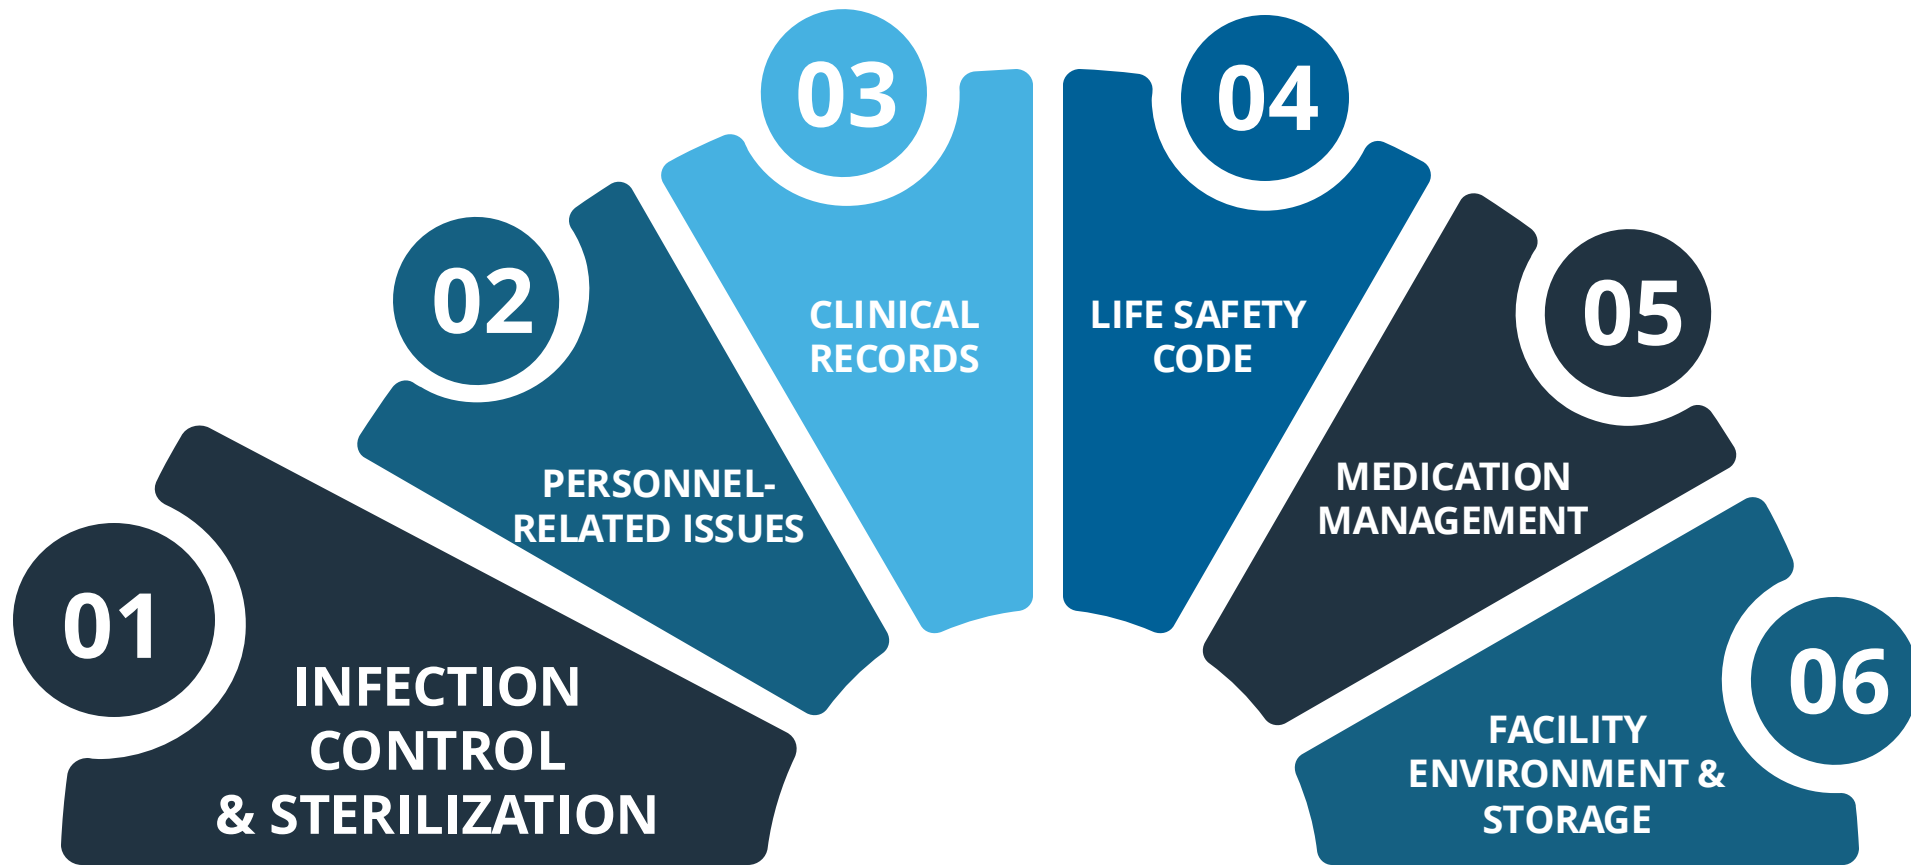 01
INFECTION
CONTROL
& STERILIZATION
02
PERSONNEL-
RELATED ISSUES
03
CLINICAL
RECORDS
04
LIFE SAFETY
CODE
05
MEDICATION
MANAGEMENT
06
FACILITY
ENVIRONMENT &
STORAGE